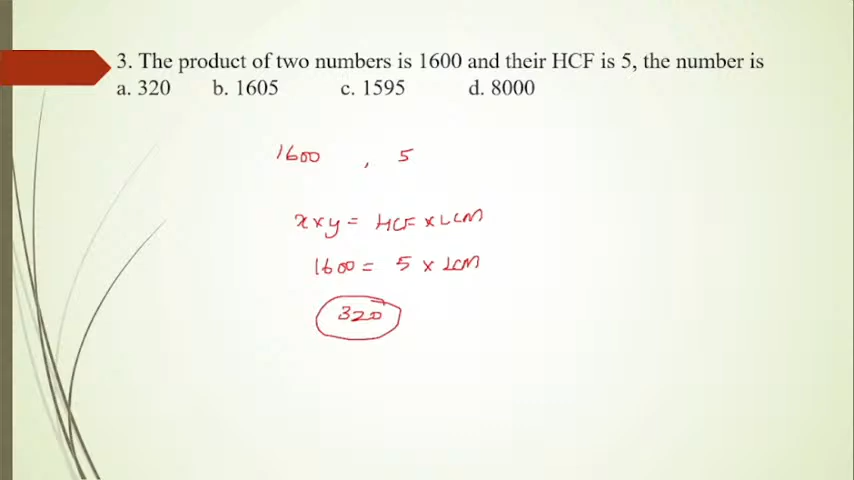 3. The product of two numbers is 1600 and their HCF is 5, the number is
a. 320 b. 1605 c. 1595 d. 8000
1600 , 5
x × y = HCF × LCM
1600 = 5 × LCM
320